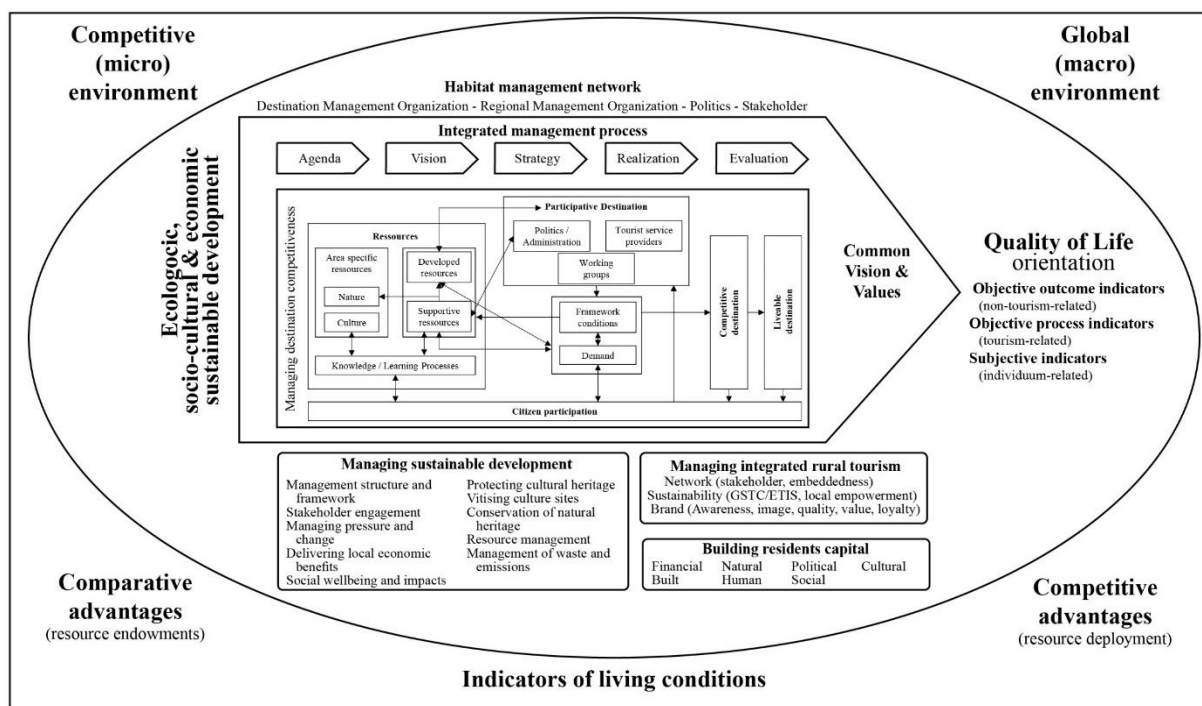 Competitive
(micro)
environment
Global
(macro)
environment
Habitat management network
Destination Management Organization - Regional Management Organization - Politics - Stakeholder
Integrated management process
Agenda
Vision
Strategy
Realization
Evaluation
Ecologocic,
socio-cultural & economic
sustainable development
Managing destination competitiveness
Ressources
Area specific
ressources
Nature
Culture
Developed
resources
Supportive
ressources
Knowledge / Learning Processes
Participative Destination
Politics /
Administration
Tourist service
providers
Working
groups
Framework
conditions
Demand
Competitive
destination
Liveable
destination
Citizen participation
Common
Vision &
Values
Quality of Life
orientation
Objective outcome indicators
(non-tourism-related)
Objective process indicators
(tourism-related)
Subjective indicators
(individuum-related)
Managing sustainable development
Management structure and
framework
Stakeholder engagement
Managing pressure and
change
Delivering local economic
benefits
Social wellbeing and impacts
Protecting cultural heritage
Vitising culture sites
Conservation of natural
heritage
Resource management
Management of waste and
emissions
Managing integrated rural tourism
Network (stakeholder, embeddedness)
Sustainability (GSTC/ETIS, local empowerment)
Brand (Awareness, image, quality, value, loyalty)
Building residents capital
Financial Natural Political Cultural
Built Human Social
Comparative
advantages
(resource endowments)
Competitive
advantages
(resource deployment)
Indicators of living conditions